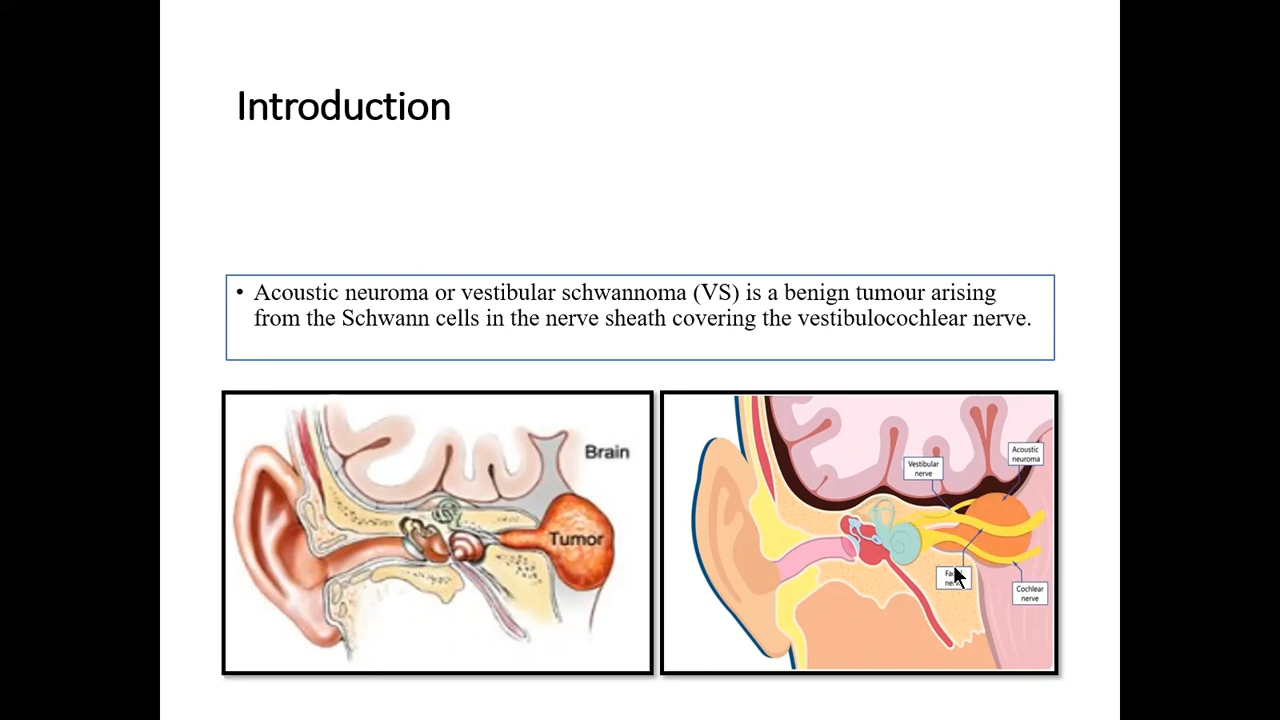 Introduction
• Acoustic neuroma or vestibular schwannoma (VS) is a benign tumour arising
from the Schwann cells in the nerve sheath covering the vestibulocochlear nerve.
Brain
Tumor
Acoustic
neuroma
Vestibular
nerve
Cochlear
nerve